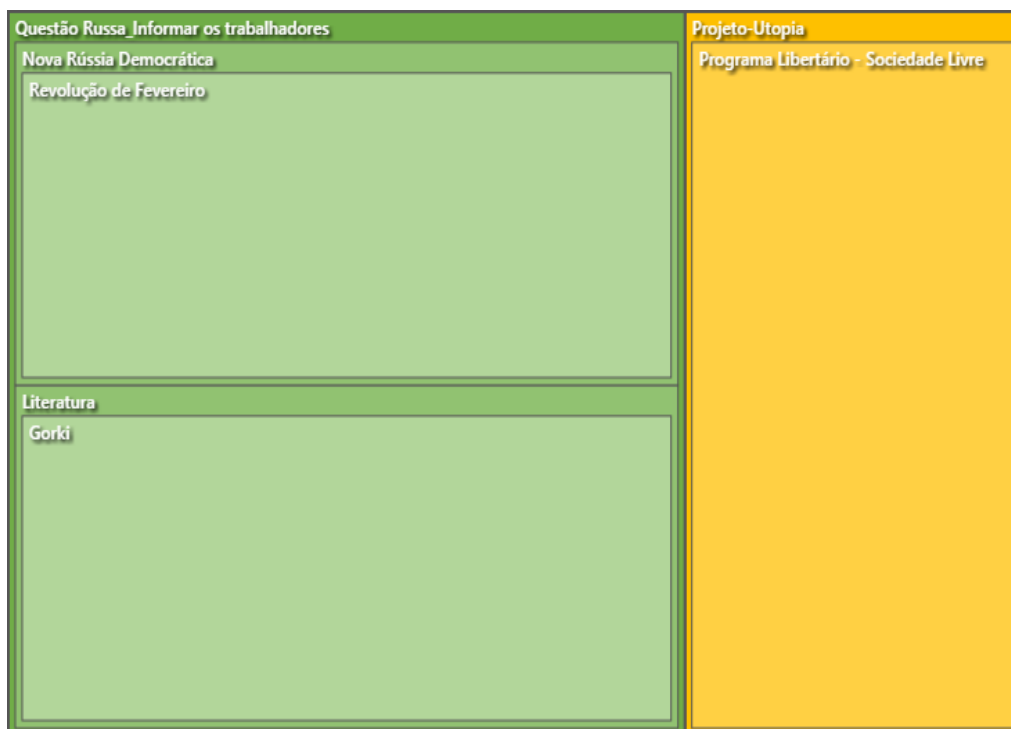 Questão Russa_Informar os trabalhadores
Nova Rússia Democrática
Revolução de Fevereiro
Literatura
Gorki
Projeto-Utopia
Programa Libertário - Sociedade Livre